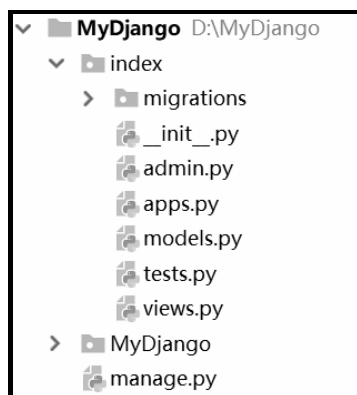 MyDjango D:\MyDjango
index
migrations
__init__.py
admin.py
apps.py
models.py
tests.py
views.py
MyDjango
manage.py